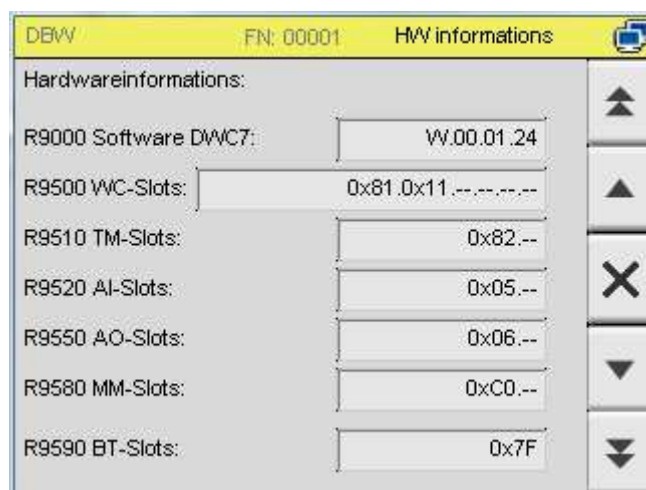 DBW FN: 00001 HW informations
Hardwareinformations:
R9000 Software DWC7: W.00.01.24
R9500 WC-Slots: 0x81.0x11.--.--.--.--
R9510 TM-Slots: 0x82.--
R9520 AI-Slots: 0x05.--
R9550 AO-Slots: 0x06.--
R9580 MM-Slots: 0xC0.--
R9590 BT-Slots: 0x7F